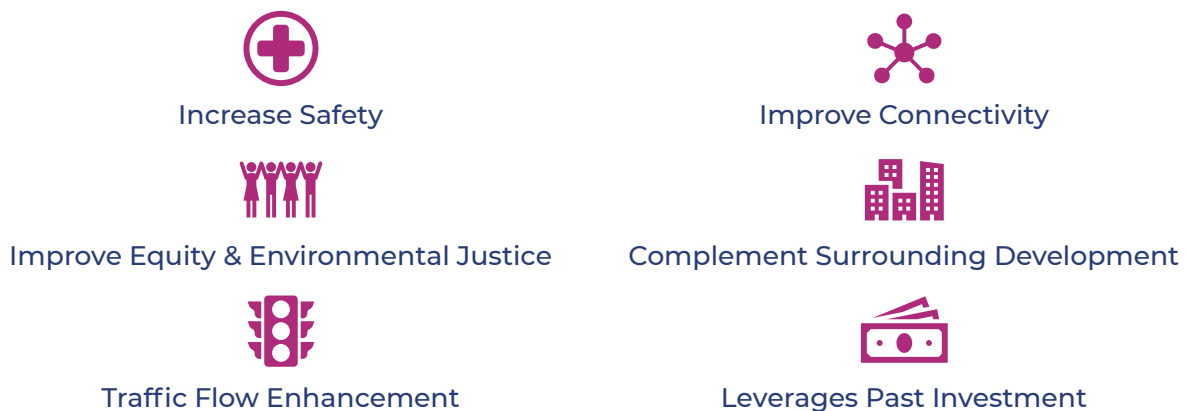 Increase Safety
Improve Connectivity
Improve Equity & Environmental Justice
Complement Surrounding Development
Traffic Flow Enhancement
Leverages Past Investment